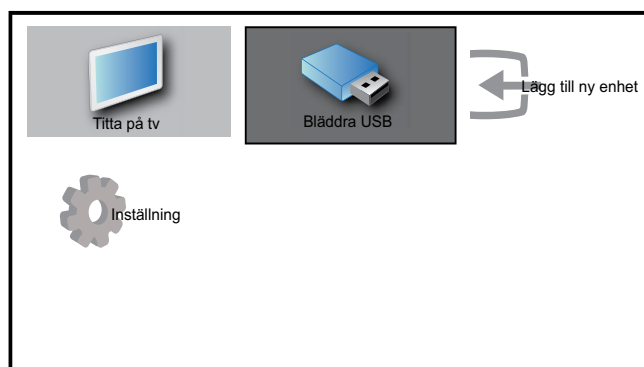 Titta på tv
Bläddra USB
Lägg till ny enhet
Inställning